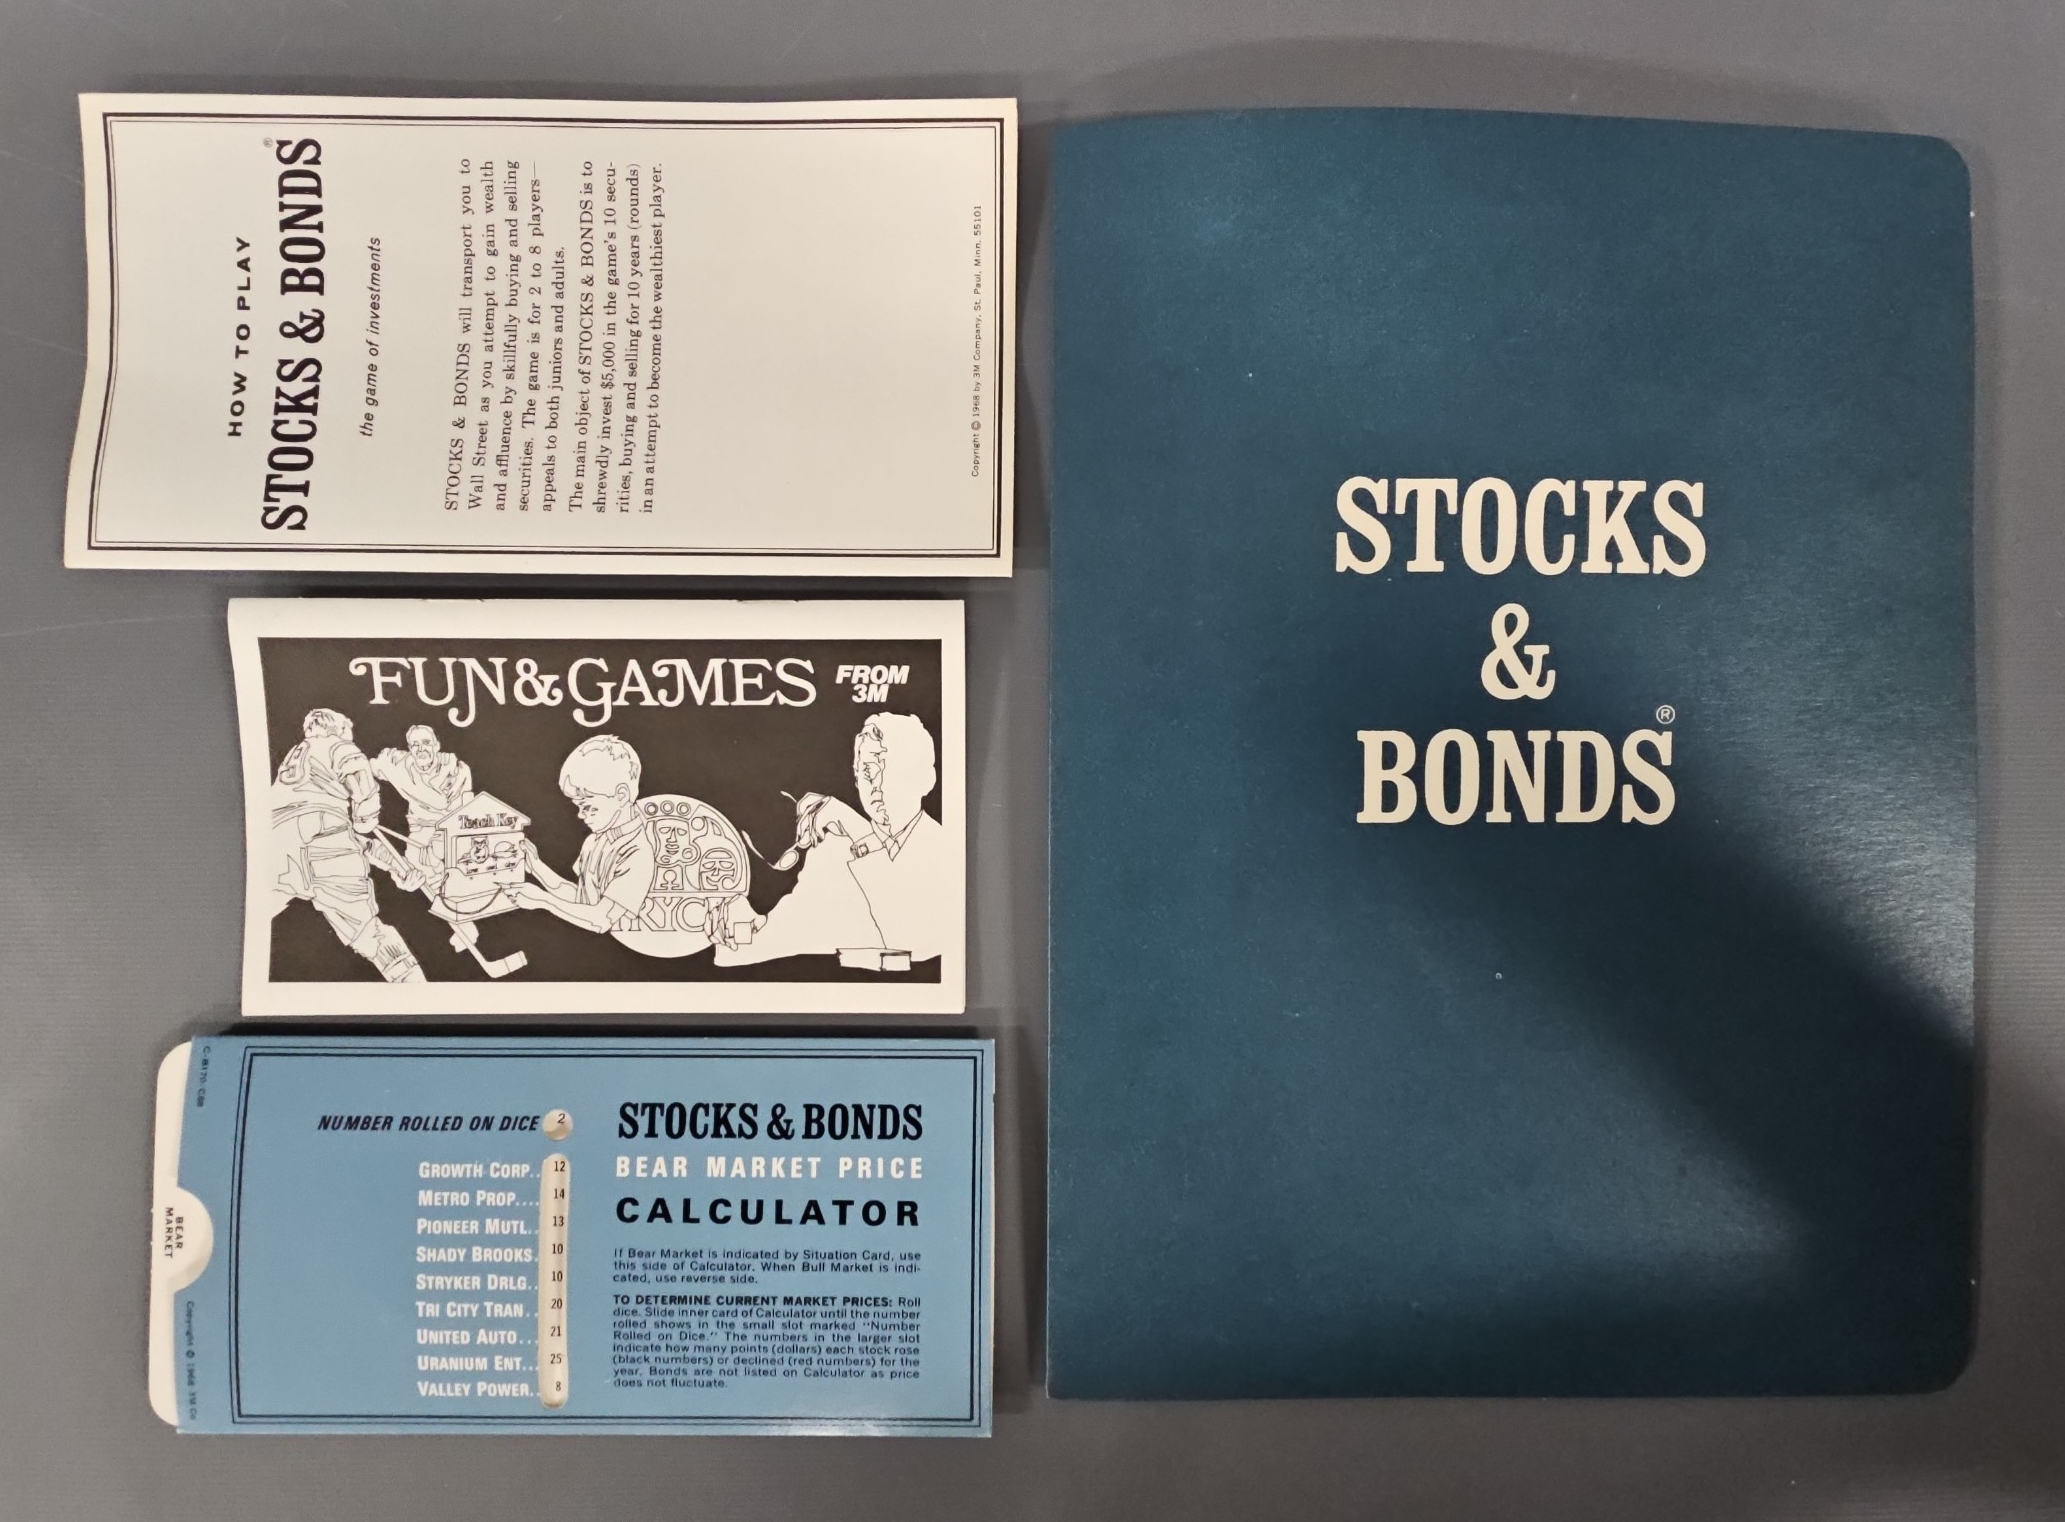 HOW TO PLAY
STOCKS & BONDS®
the game of investments
STOCKS & BONDS will transport you to
Wall Street as you attempt to gain wealth
and affluence by skillfully buying and selling
securities. The game is for 2 to 8 players—
appeals to both juniors and adults.
The main object of STOCKS & BONDS is to
shrewdly invest $5,000 in the game's 10 secu-
rities, buying and selling for 10 years (rounds)
in an attempt to become the wealthiest player.
Copyright © 1968 by 3M Company, St. Paul, Minn. 55101
FUN & GAMES FROM
3M
9
Teach Key
RYC
C-8170-C88
BEAR
MARKET
Copyright © 1968 3M Co
NUMBER ROLLED ON DICE 2
GROWTH CORP.. 12
METRO PROP.... 14
PIONEER MUTL.. 13
SHADY BROOKS. 10
STRYKER DRLG.. 10
TRI CITY TRAN.. 20
UNITED AUTO... 21
URANIUM ENT... 25
VALLEY POWER.. 8
STOCKS & BONDS
BEAR MARKET PRICE
CALCULATOR
If Bear Market is indicated by Situation Card, use
this side of Calculator. When Bull Market is indi-
cated, use reverse side.
TO DETERMINE CURRENT MARKET PRICES: Roll
dice. Slide inner card of Calculator until the number
rolled shows in the small slot marked "Number
Rolled on Dice." The numbers in the larger slot
indicate how many points (dollars) each stock rose
(black numbers) or declined (red numbers) for the
year. Bonds are not listed on Calculator as price
does not fluctuate.
STOCKS
&
BONDS®